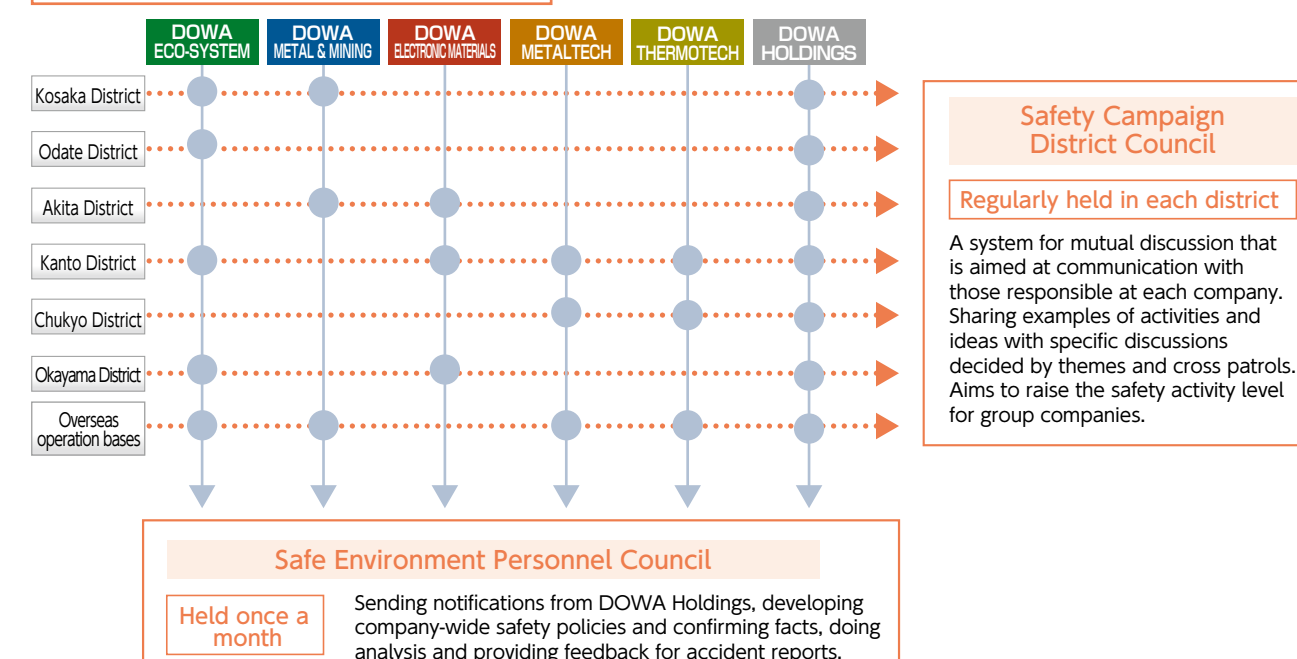 DOWA
ECO-SYSTEM
DOWA
METAL & MINING
DOWA
ELECTRONIC MATERIALS
DOWA
METALTECH
DOWA
THERMOTECH
DOWA
HOLDINGS
Kosaka District
Odate District
Akita District
Kanto District
Chukyo District
Okayama District
Overseas
operation bases
Safety Campaign
District Council
Regularly held in each district
A system for mutual discussion that
is aimed at communication with
those responsible at each company.
Sharing examples of activities and
ideas with specific discussions
decided by themes and cross patrols.
Aims to raise the safety activity level
for group companies.
Safe Environment Personnel Council
Held once a
month
Sending notifications from DOWA Holdings, developing
company-wide safety policies and confirming facts, doing
analysis and providing feedback for accident reports.